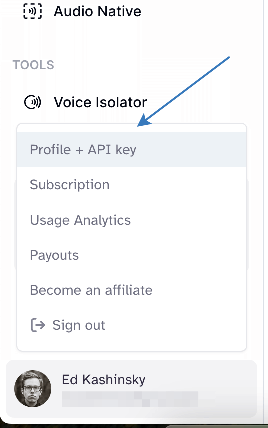 Audio Native
TOOLS
Voice Isolator
Profile + API key
Subscription
Usage Analytics
Payouts
Become an affiliate
Sign out
Ed Kashinsky